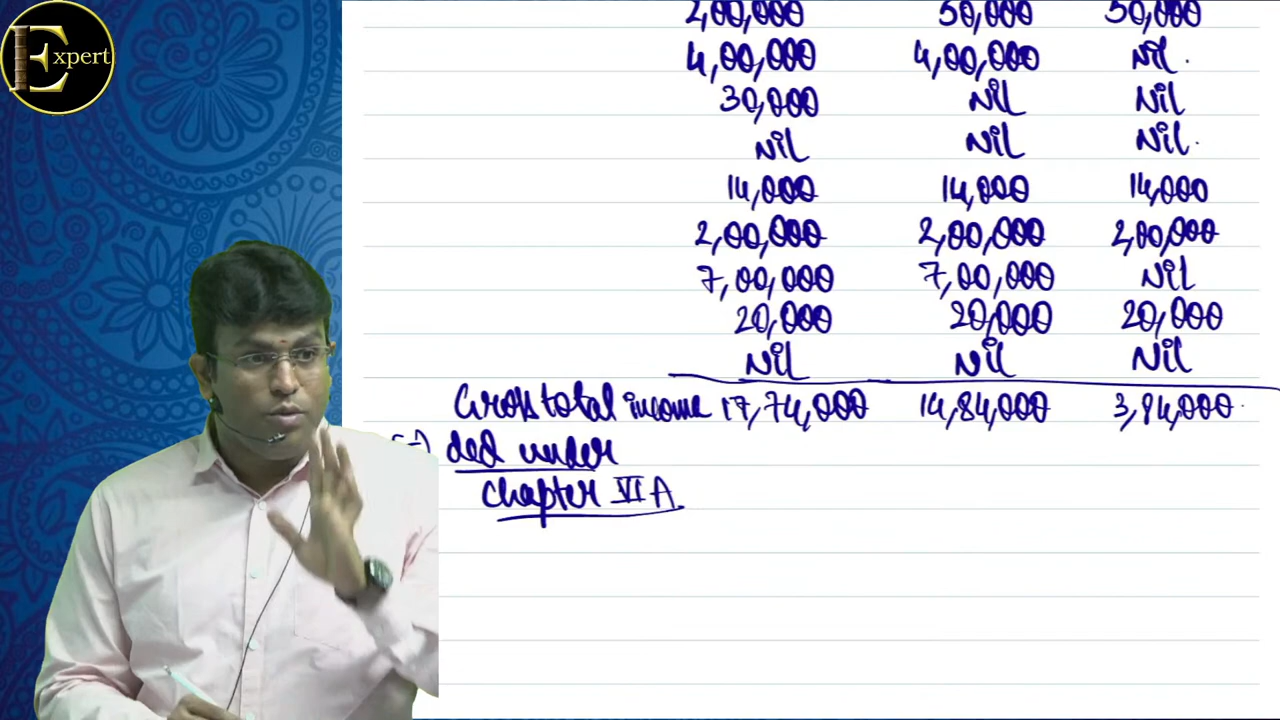 Expert
2,00,000 50,000 50,000
4,00,000 4,00,000 Nil.
30,000 Nil Nil
Nil Nil Nil.
14,000 14,000 14,000
2,00,000 2,00,000 2,00,000
7,00,000 7,00,000 Nil
20,000 20,000 20,000
Nil Nil Nil
Gross total income 17,74,000 14,84,000 3,84,000.
(-) ded under
chapter VI A